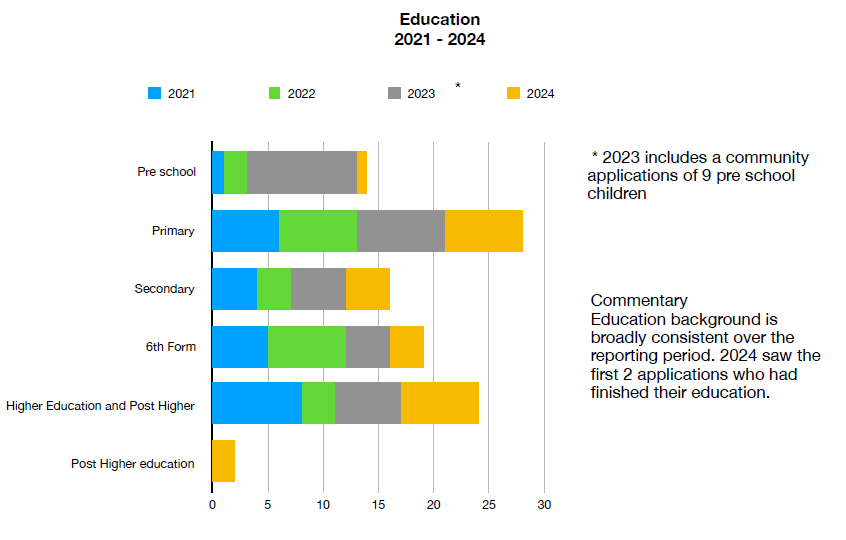 Education
2021 - 2024
2021
2022
2023
*
2024
Pre school
Primary
Secondary
6th Form
Higher Education and Post Higher
Post Higher education
0
5
10
15
20
25
30
* 2023 includes a community
applications of 9 pre school
children
Commentary
Education background is
broadly consistent over the
reporting period. 2024 saw the
first 2 applications who had
finished their education.